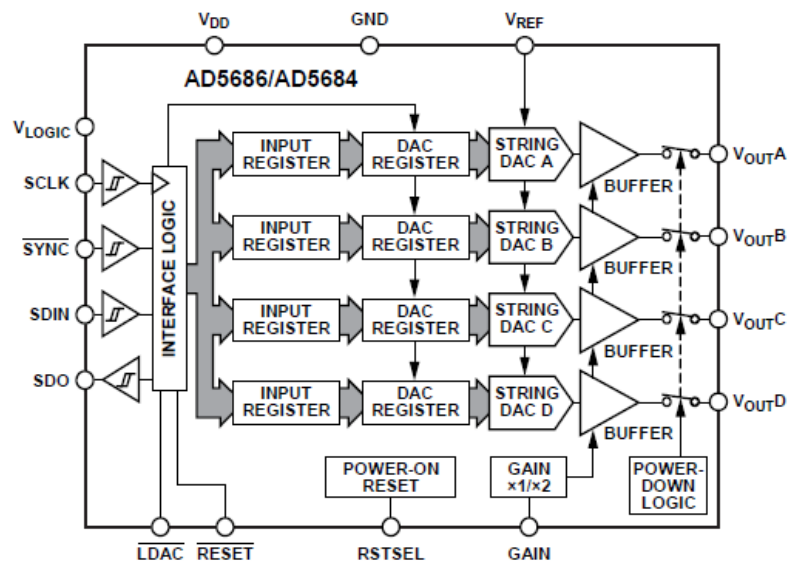 VDD
GND
VREF
AD5686/AD5684
VLOGIC
SCLK
SYNC
SDIN
SDO
INTERFACE LOGIC
INPUT
REGISTER
DAC
REGISTER
STRING
DAC A
BUFFER
VOUTA
INPUT
REGISTER
DAC
REGISTER
STRING
DAC B
BUFFER
VOUTB
INPUT
REGISTER
DAC
REGISTER
STRING
DAC C
BUFFER
VOUTC
INPUT
REGISTER
DAC
REGISTER
STRING
DAC D
BUFFER
VOUTD
POWER-ON
RESET
GAIN
×1/×2
POWER-
DOWN
LOGIC
LDAC
RESET
RSTSEL
GAIN